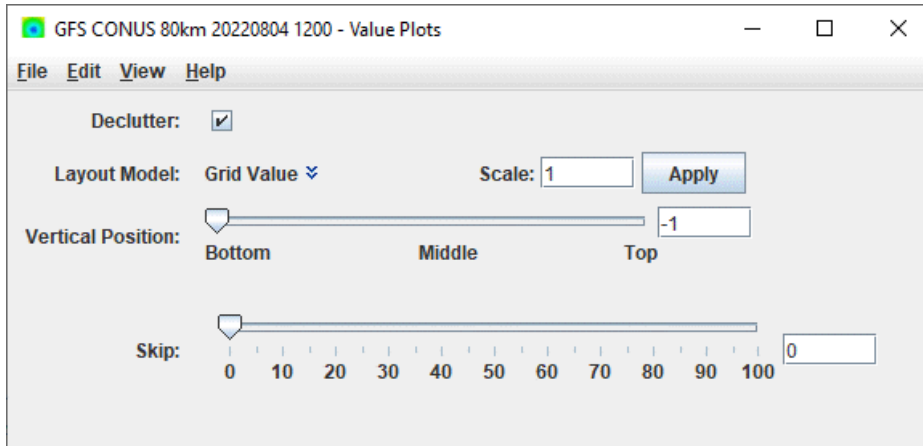 GFS CONUS 80km 20220804 1200 - Value Plots
File Edit View Help
Declutter:
Layout Model: Grid Value Scale: 1 Apply
Vertical Position: -1
Bottom Middle Top
Skip: 0
0 10 20 30 40 50 60 70 80 90 100